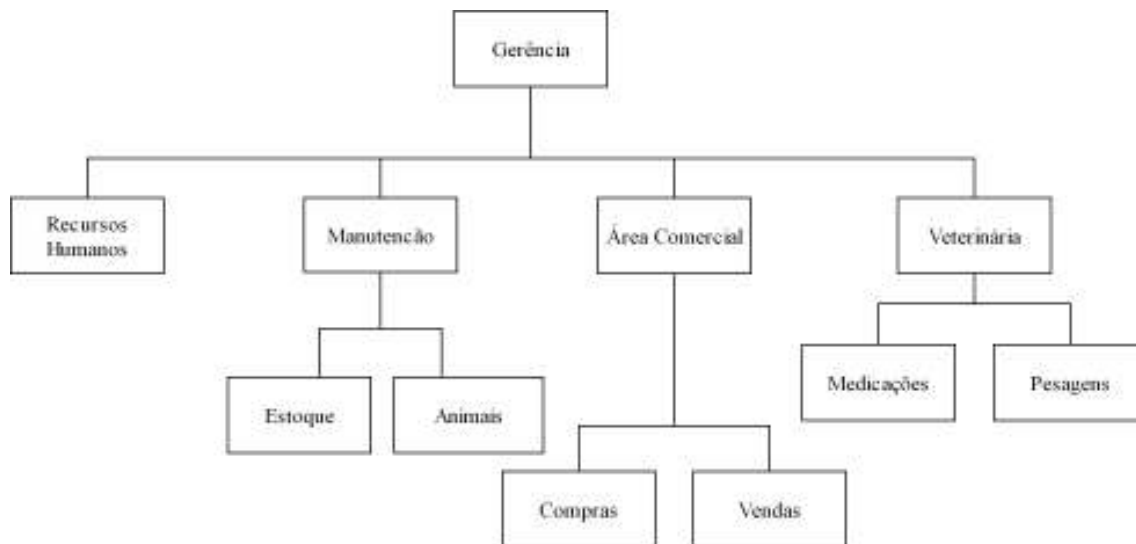 Gerência
Recursos
Humanos
Manutencão
Área Comercial
Veterinária
Medicações
Pesagens
Estoque
Animais
Compras
Vendas